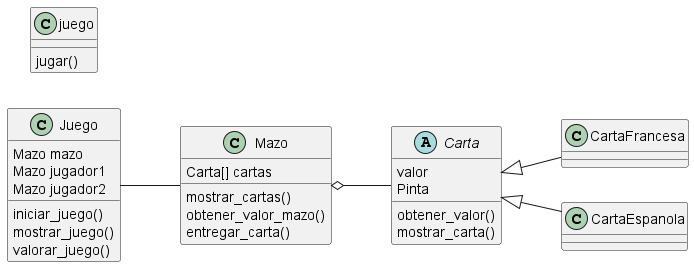 C juego
jugar()
C Juego
Mazo mazo
Mazo jugador1
Mazo jugador2
iniciar_juego()
mostrar_juego()
valorar_juego()
C Mazo
Carta[] cartas
mostrar_cartas()
obtener_valor_mazo()
entregar_carta()
A Carta
valor
Pinta
obtener_valor()
mostrar_carta()
C CartaFrancesa
C CartaEspanola